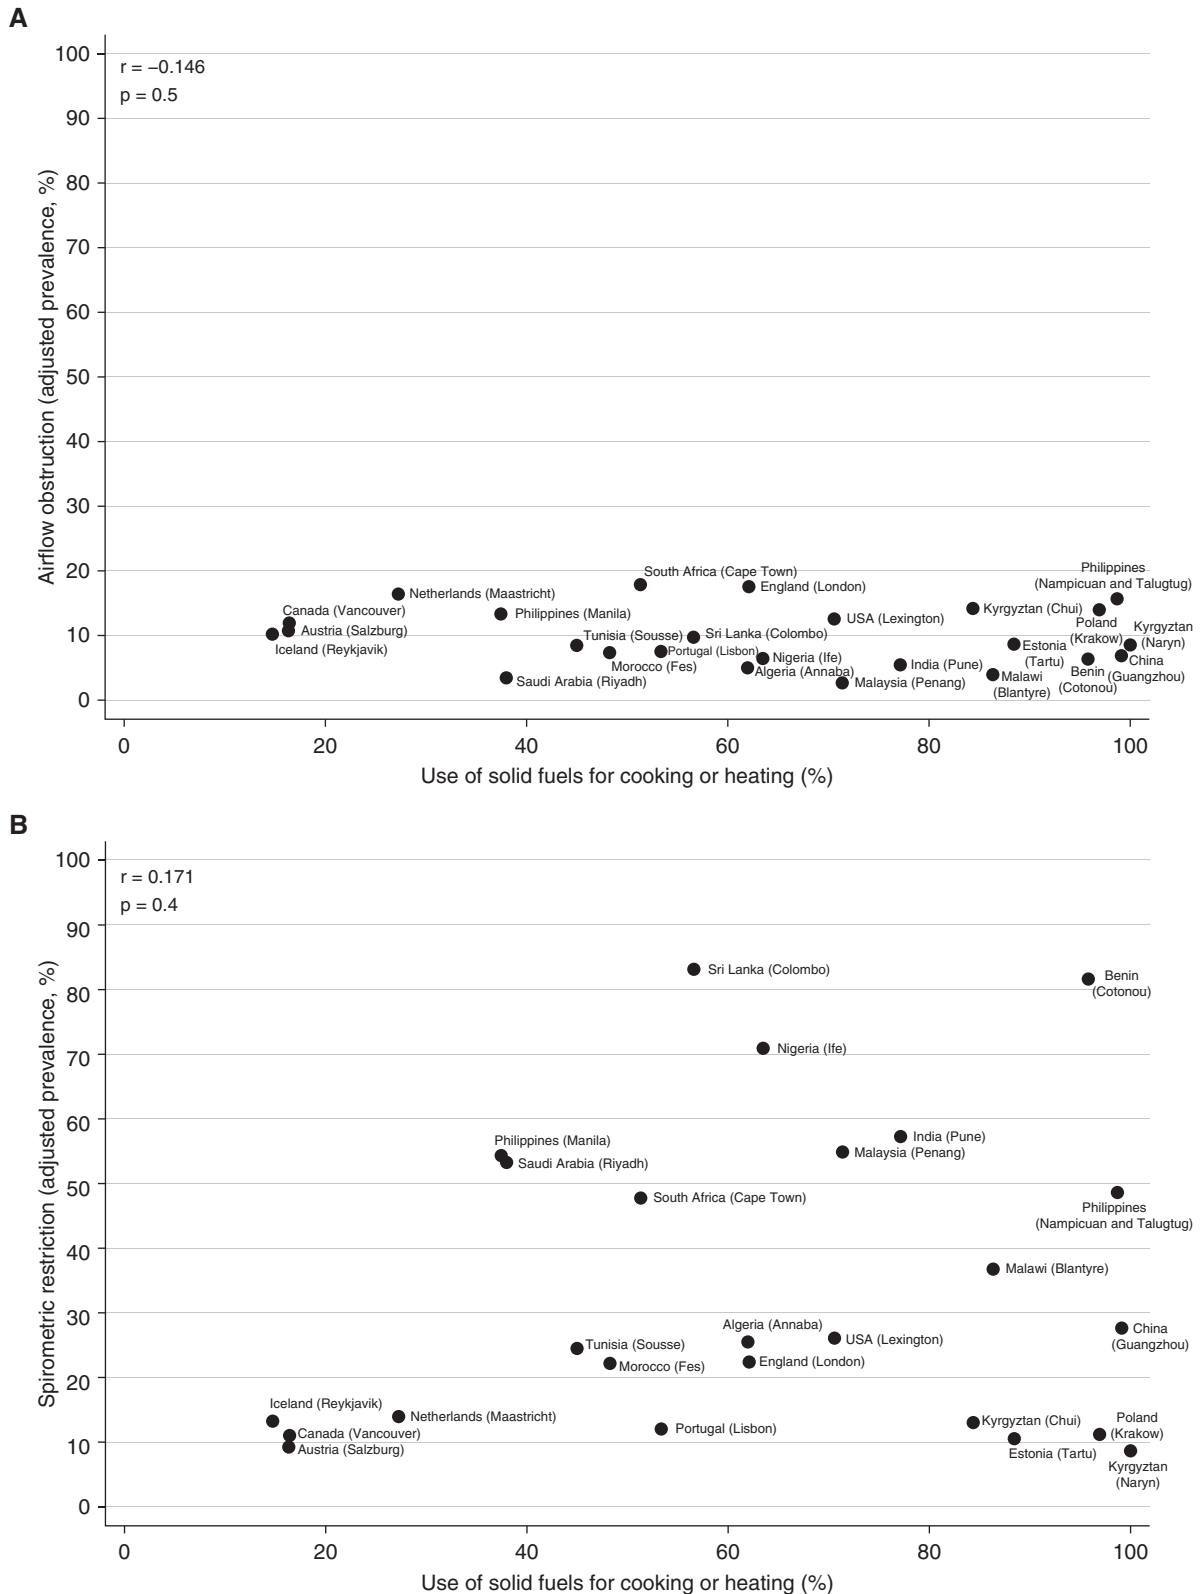 A
100
r = −0.146
p = 0.5
90
80
70
60
50
40
30
20
10
0
Airflow obstruction (adjusted prevalence, %)
Philippines
(Nampicuan and Talugtug)
South Africa (Cape Town)
England (London)
Netherlands (Maastricht)
Canada (Vancouver)
Philippines (Manila)
Kyrgyztan (Chui)
USA (Lexington)
Poland
(Krakow)
Kyrgyztan
(Naryn)
Austria (Salzburg)
Iceland (Reykjavik)
Tunisia (Sousse)
Sri Lanka (Colombo)
Portugal (Lisbon)
Morocco (Fes)
Nigeria (Ife)
Algeria (Annaba)
India (Pune)
Estonia
(Tartu)
Saudi Arabia (Riyadh)
Malaysia (Penang)
Malawi
(Blantyre)
Benin
(Cotonou)
China
(Guangzhou)
0 20 40 60 80 100
Use of solid fuels for cooking or heating (%)
B
100
r = 0.171
p = 0.4
90
80
70
60
50
40
30
20
10
0
Spirometric restriction (adjusted prevalence, %)
Sri Lanka (Colombo)
Benin
(Cotonou)
Nigeria (Ife)
Philippines (Manila)
Saudi Arabia (Riyadh)
India (Pune)
Malaysia (Penang)
South Africa (Cape Town)
Philippines
(Nampicuan and Talugtug)
Malawi (Blantyre)
Algeria (Annaba)
USA (Lexington)
China
(Guangzhou)
Tunisia (Sousse)
Morocco (Fes)
England (London)
Iceland (Reykjavik)
Netherlands (Maastricht)
Canada (Vancouver)
Austria (Salzburg)
Portugal (Lisbon)
Kyrgyztan (Chui)
Poland
(Krakow)
Estonia (Tartu)
Kyrgyztan
(Naryn)
0 20 40 60 80 100
Use of solid fuels for cooking or heating (%)